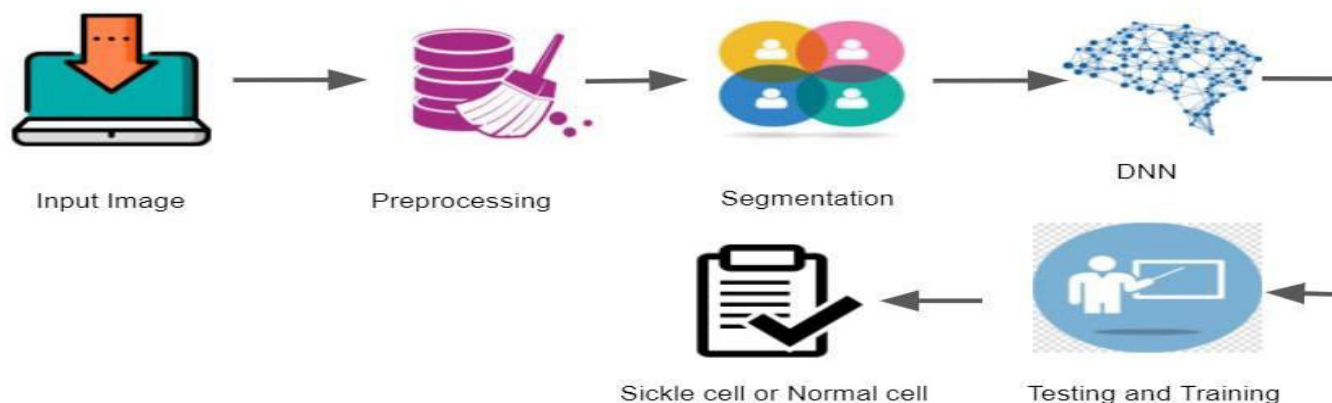 Input Image
Preprocessing
Segmentation
DNN
Sickle cell or Normal cell
Testing and Training